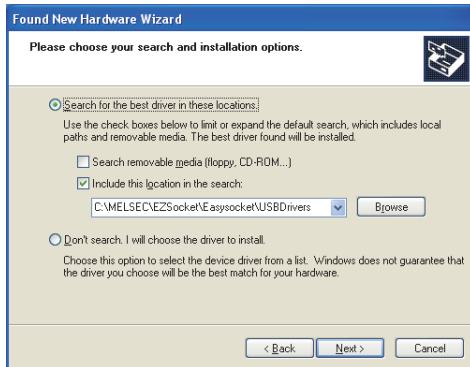 Found New Hardware Wizard
Please choose your search and installation options.
Search for the best driver in these locations.
Use the check boxes below to limit or expand the default search, which includes local
paths and removable media. The best driver found will be installed.
Search removable media (floppy, CD-ROM...)
Include this location in the search:
C:\MELSEC\EZSocket\Easysocket\USBDrivers
Browse
Don't search. I will choose the driver to install.
Choose this option to select the device driver from a list. Windows does not guarantee that
the driver you choose will be the best match for your hardware.
< Back
Next >
Cancel